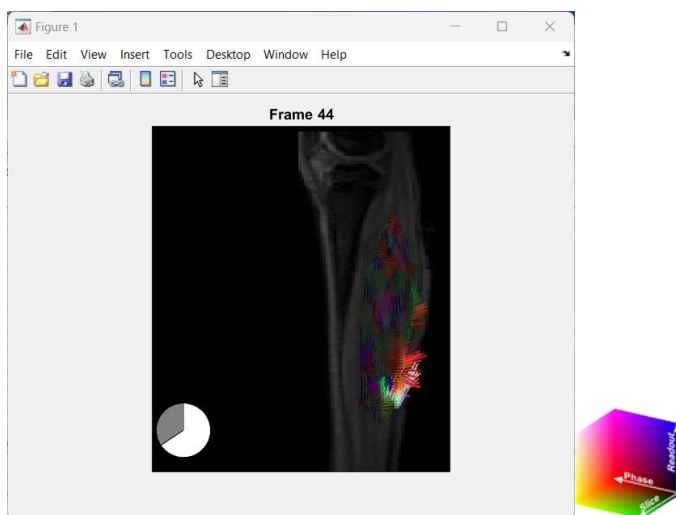 Figure 1
File Edit View Insert Tools Desktop Window Help
Frame 44
Readout
Phase
Slice